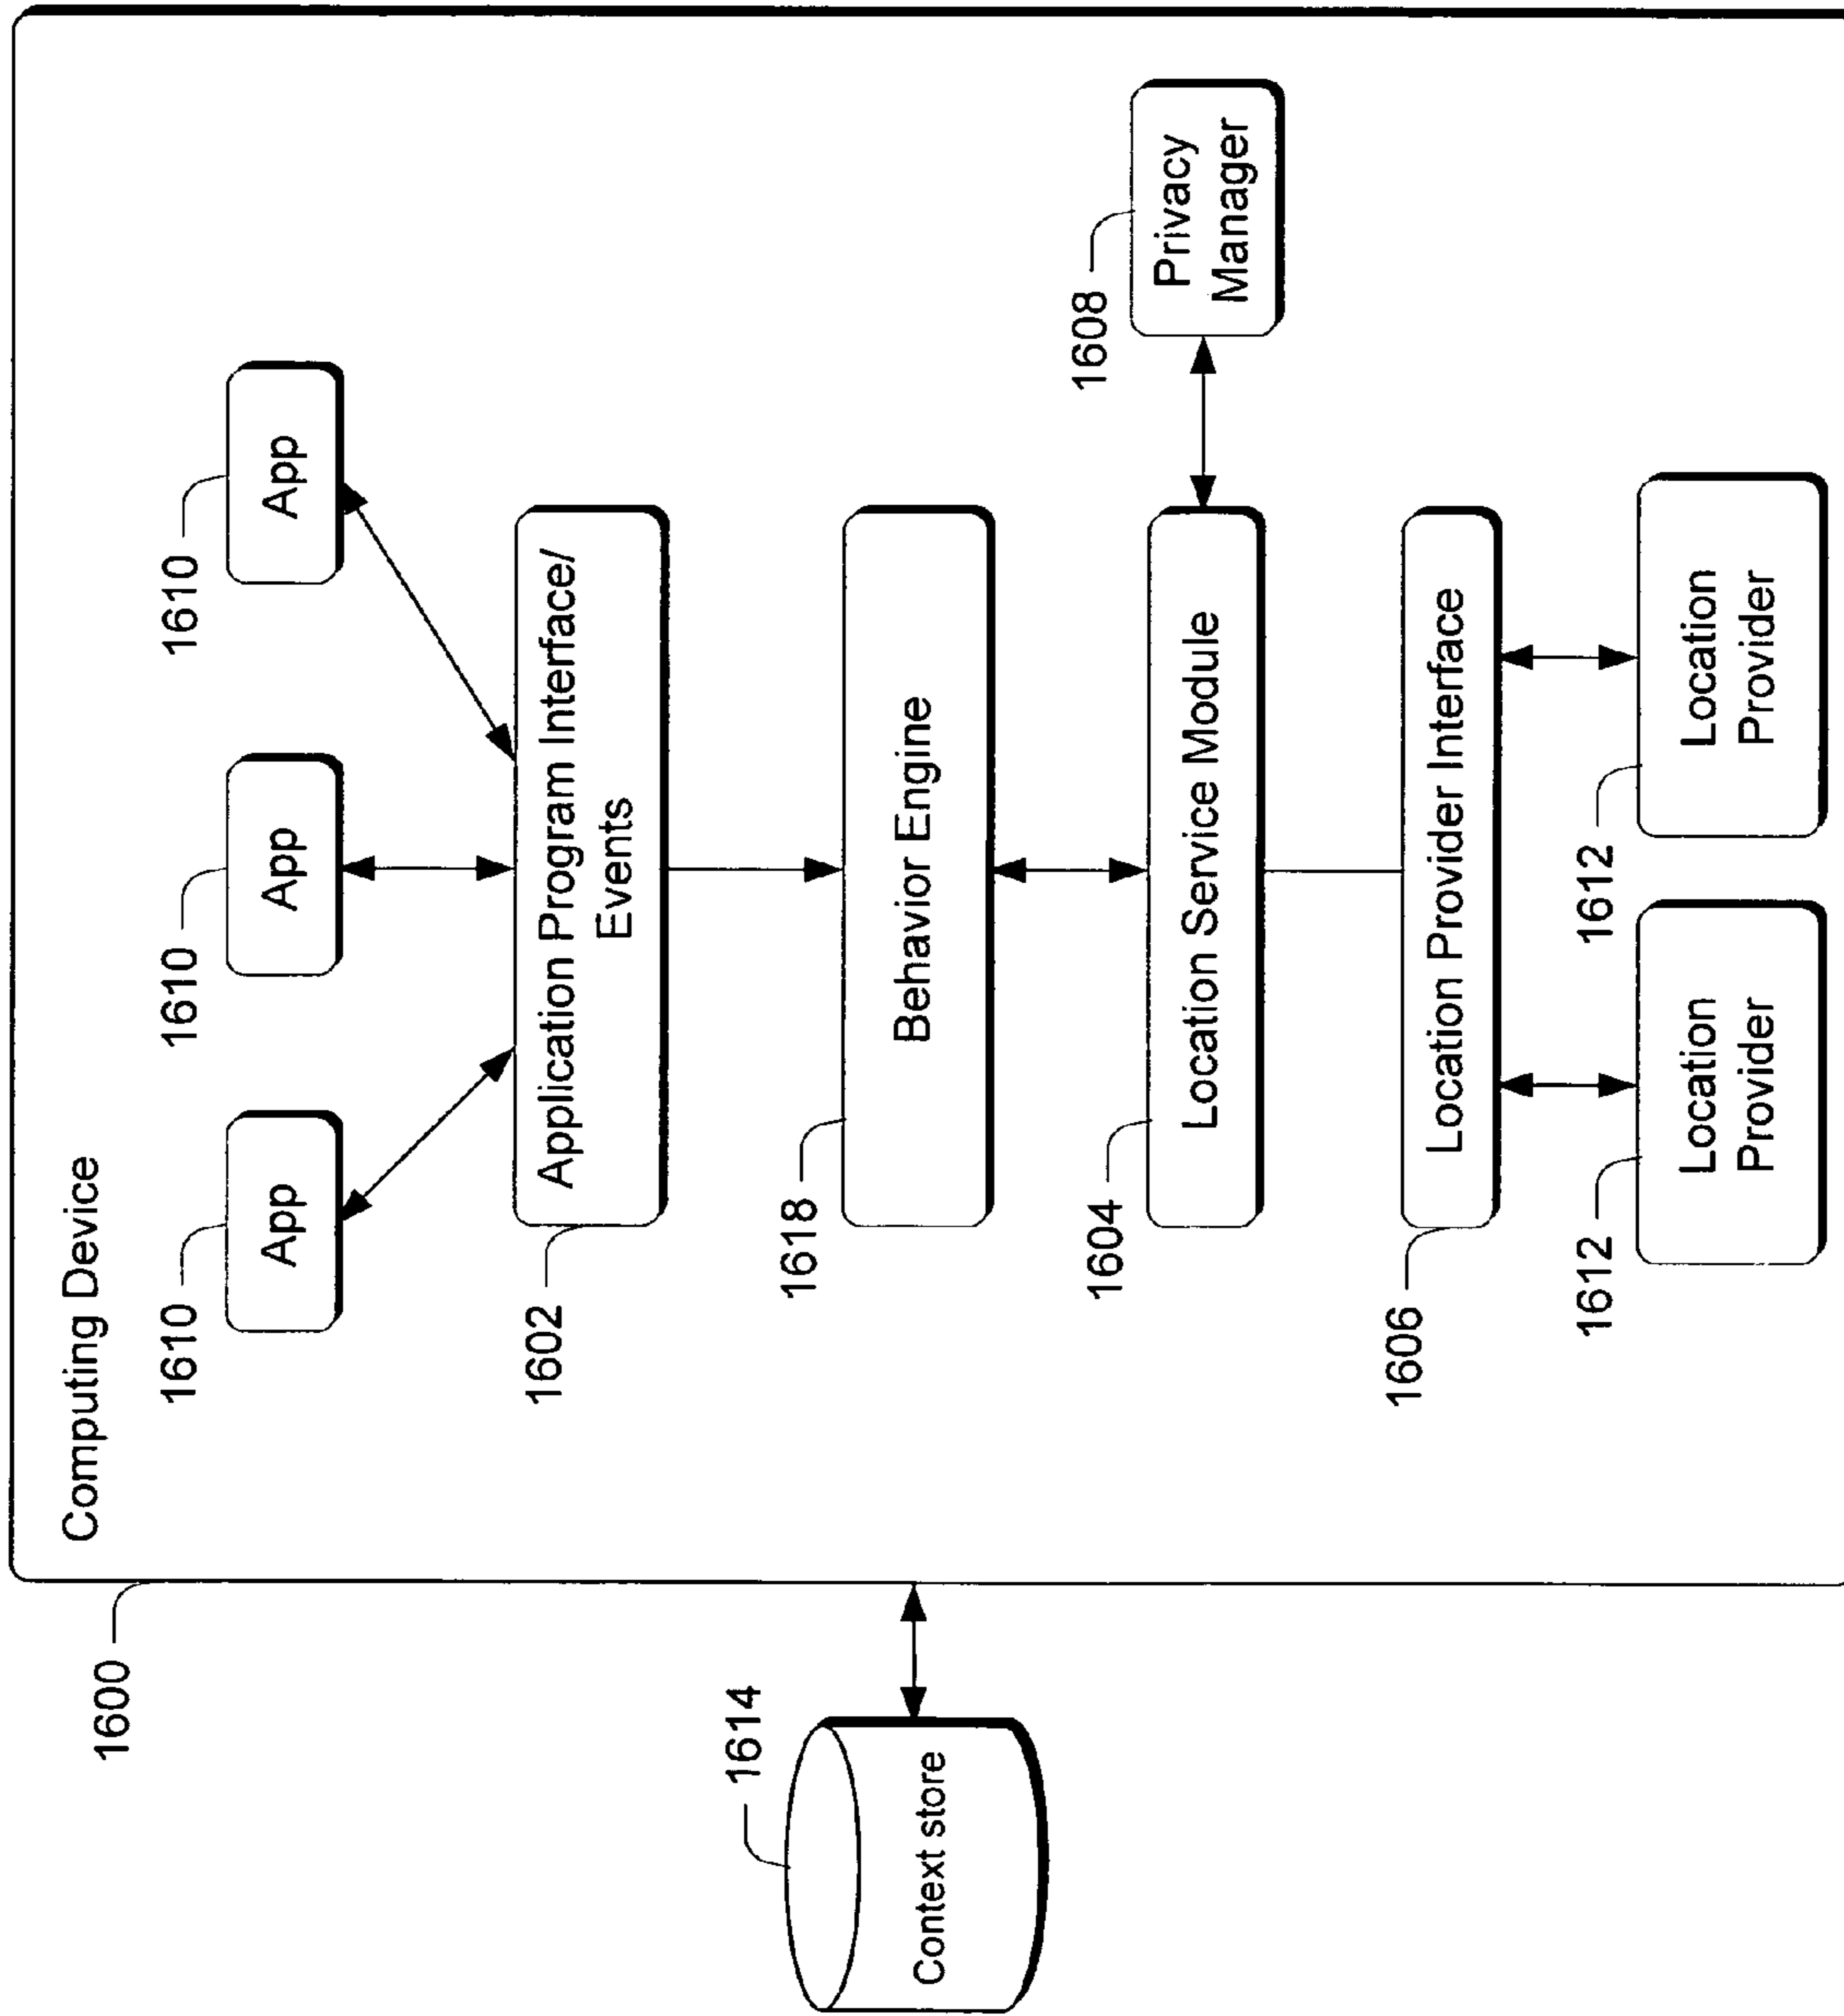 1600
Computing Device
1610
App
1610
App
1610
App
1602
Application Program Interface/
Events
1618
Behavior Engine
1614
Context store
1604
Location Service Module
1608
Privacy
Manager
1606
Location Provider Interface
1612
Location
Provider
1612
Location
Provider